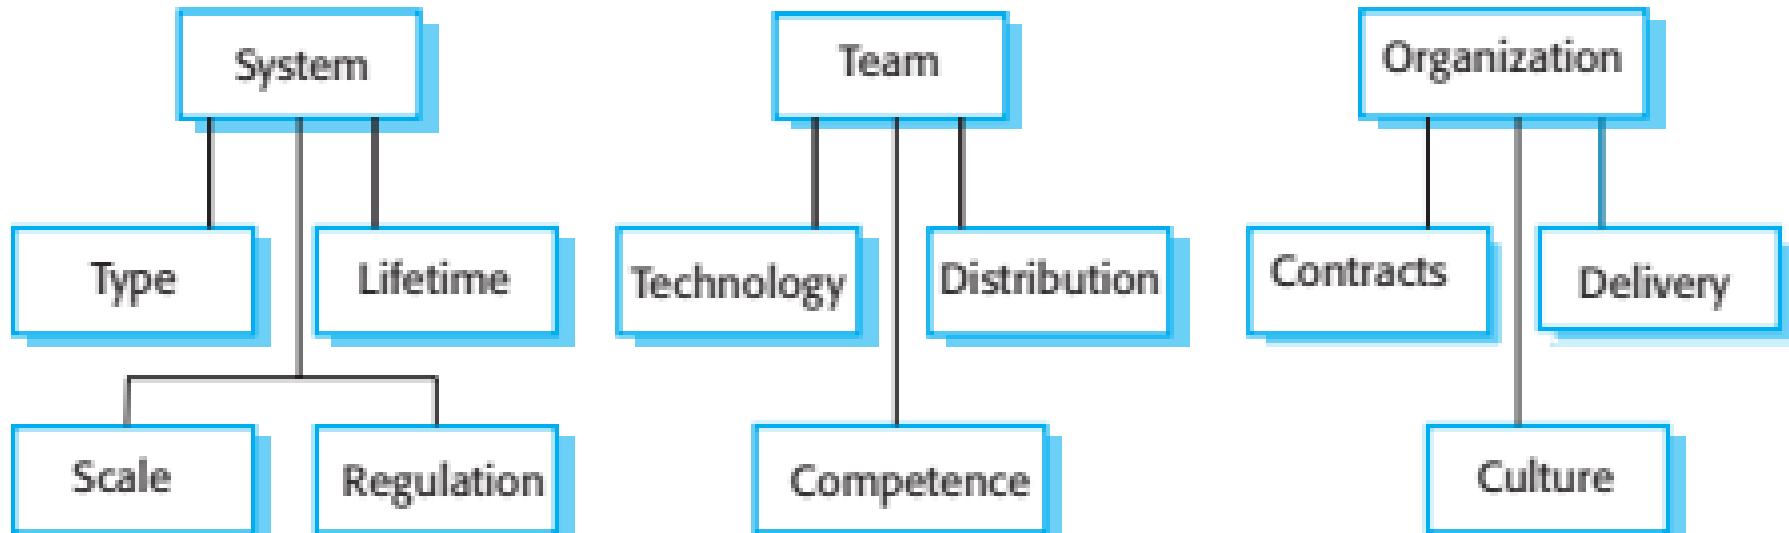 System
Team
Organization
Type
Lifetime
Technology
Distribution
Contracts
Delivery
Scale
Regulation
Competence
Culture